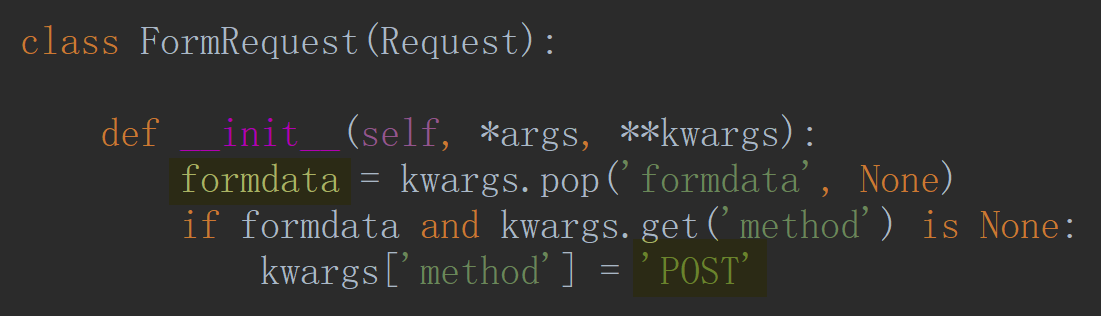 class FormRequest(Request):
def __init__(self, *args, **kwargs):
formdata = kwargs.pop('formdata', None)
if formdata and kwargs.get('method') is None:
kwargs['method'] = 'POST'